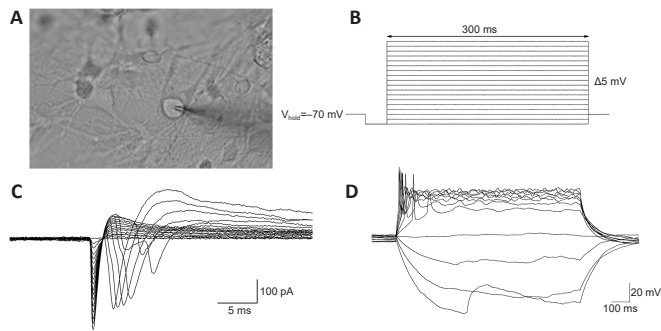 A
B
300 ms
Δ5 mV
Vhold=–70 mV
C
100 pA
5 ms
D
20 mV
100 ms